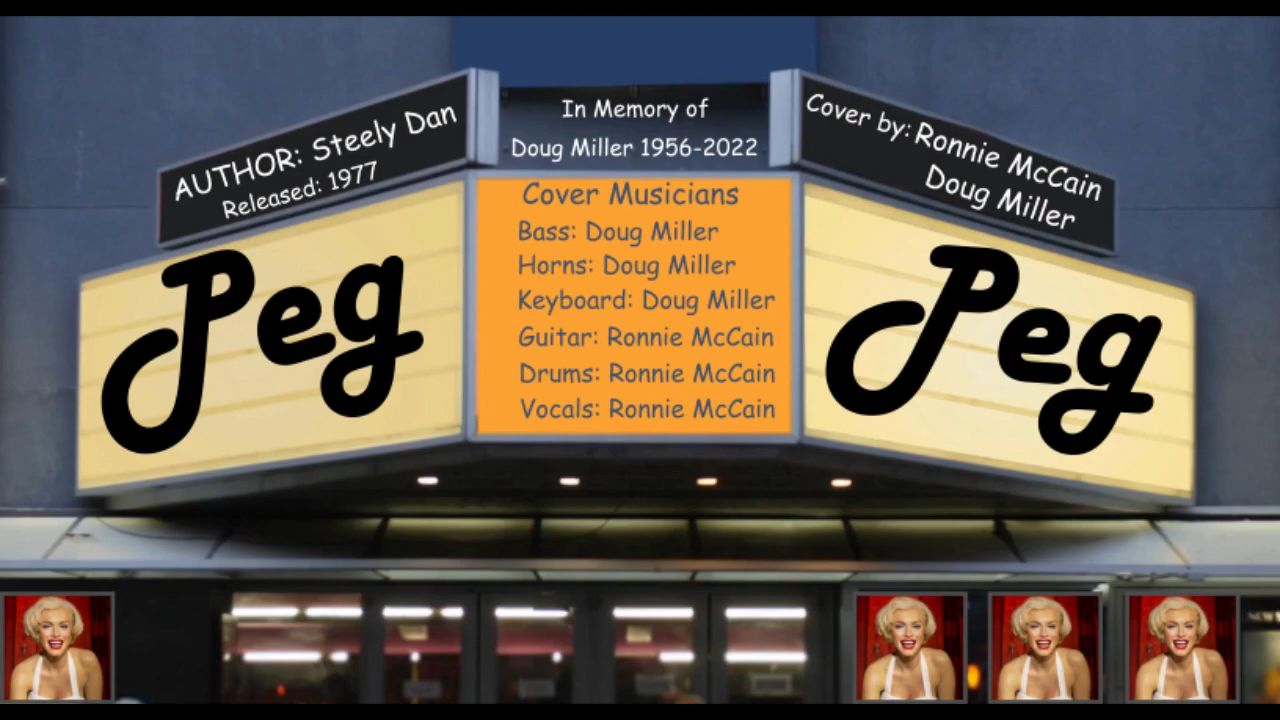 AUTHOR: Steely Dan
Released: 1977
In Memory of
Doug Miller 1956-2022
Cover by: Ronnie McCain
Doug Miller
Peg
Cover Musicians
Bass: Doug Miller
Horns: Doug Miller
Keyboard: Doug Miller
Guitar: Ronnie McCain
Drums: Ronnie McCain
Vocals: Ronnie McCain
Peg